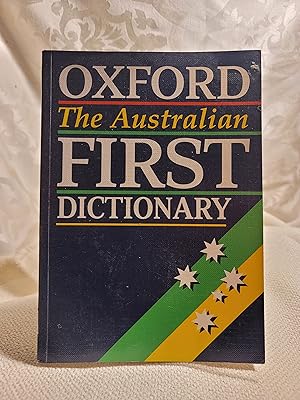 OXFORD
The Australian
FIRST
DICTIONARY